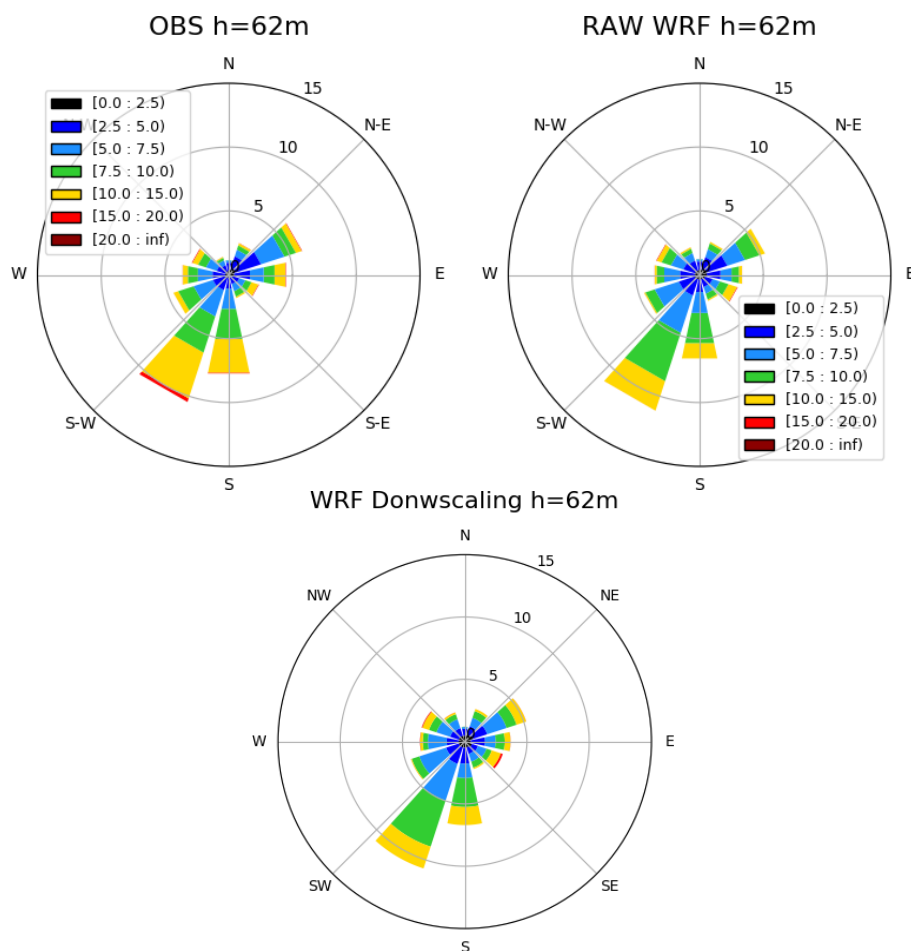 OBS h=62m
RAW WRF h=62m
N
15
N-E
10
5
[0.0 : 2.5)
[2.5 : 5.0)
[5.0 : 7.5)
[7.5 : 10.0)
[10.0 : 15.0)
[15.0 : 20.0)
[20.0 : inf)
W
E
S-W
S-E
S
N
15
N-W
N-E
10
5
W
E
[0.0 : 2.5)
[2.5 : 5.0)
[5.0 : 7.5)
[7.5 : 10.0)
[10.0 : 15.0)
[15.0 : 20.0)
[20.0 : inf)
S-W
S
WRF Donwscaling h=62m
N
15
NW
NE
10
5
W
E
SW
SE
S